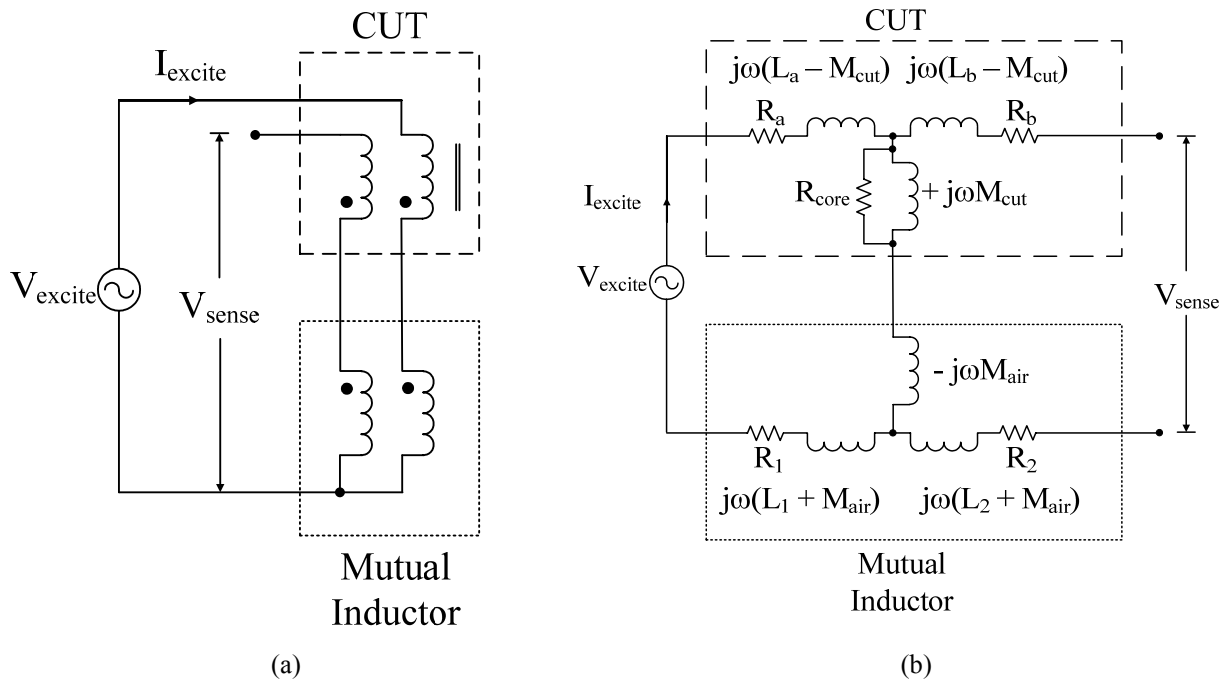 CUT
I_excite
V_excite
V_sense
Mutual
Inductor
(a)
CUT
jω(L_a – M_cut)
jω(L_b – M_cut)
R_a
R_b
R_core
+ jωM_cut
I_excite
V_excite
V_sense
- jωM_air
R_1
R_2
jω(L_1 + M_air)
jω(L_2 + M_air)
Mutual
Inductor
(b)